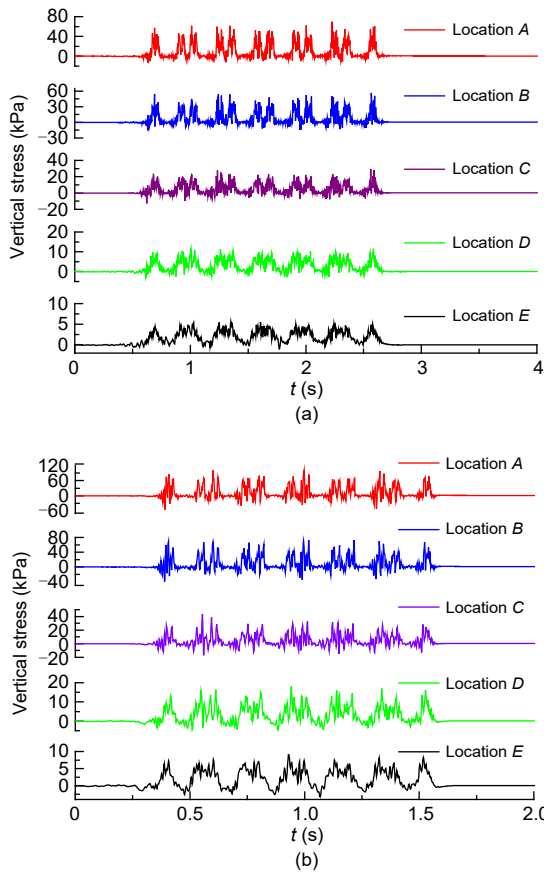 80
40
0
Location A
60
30
0
−30
Location B
40
20
0
−20
Location C
20
10
0
Location D
10
5
0
Location E
Vertical stress (kPa)
0 1 2 3 4
t (s)
(a)
120
60
0
−60
Location A
80
40
0
−40
Location B
40
20
0
−20
Location C
20
10
0
Location D
10
5
0
Location E
Vertical stress (kPa)
0 0.5 1.0 1.5 2.0
t (s)
(b)